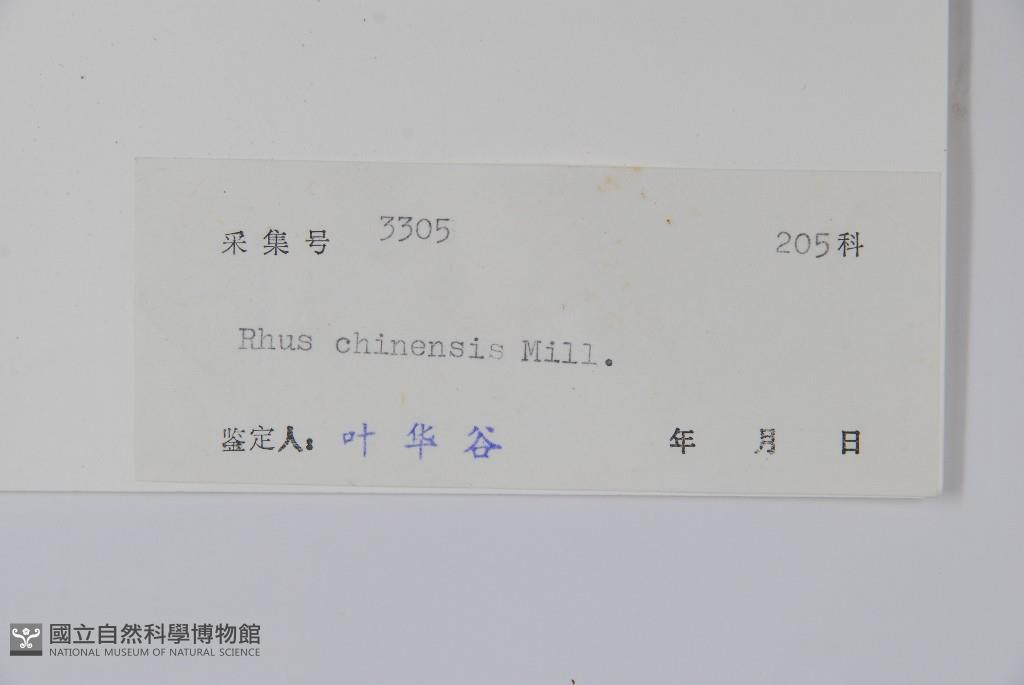 采集号 3305 205科
Rhus chinensis Mill.
鉴定人: 叶华谷 年 月 日
國立自然科學博物館
NATIONAL MUSEUM OF NATURAL SCIENCE